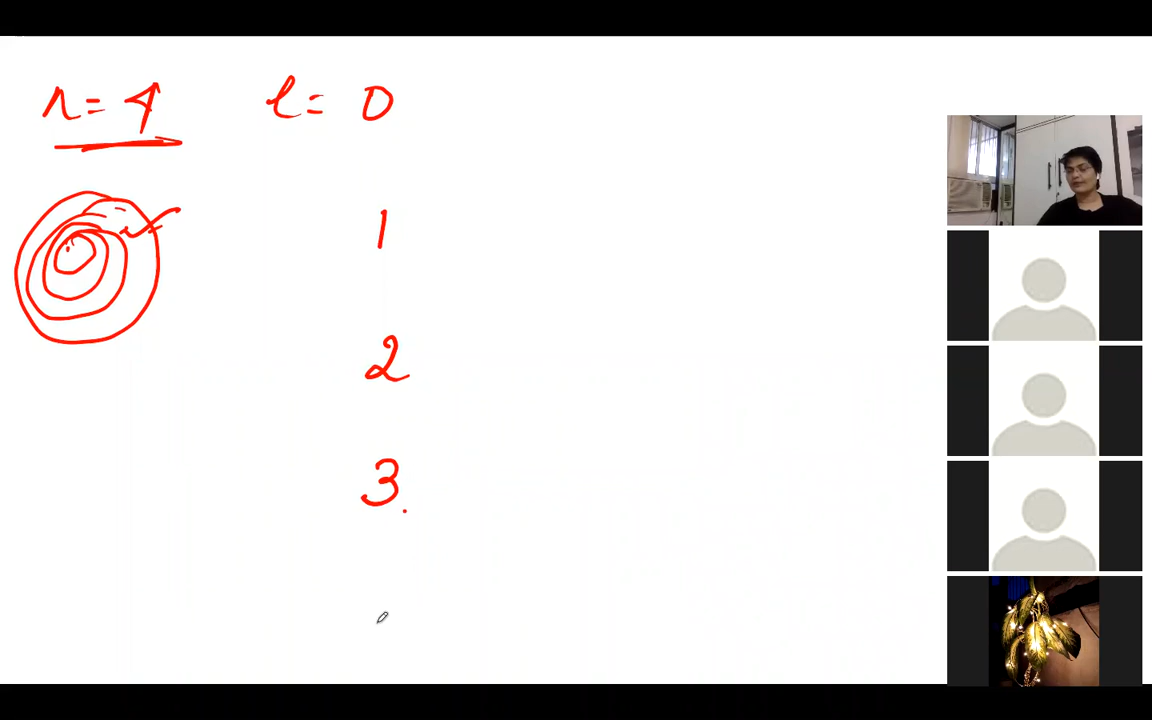 n = 4 l = 0
1
2
3.